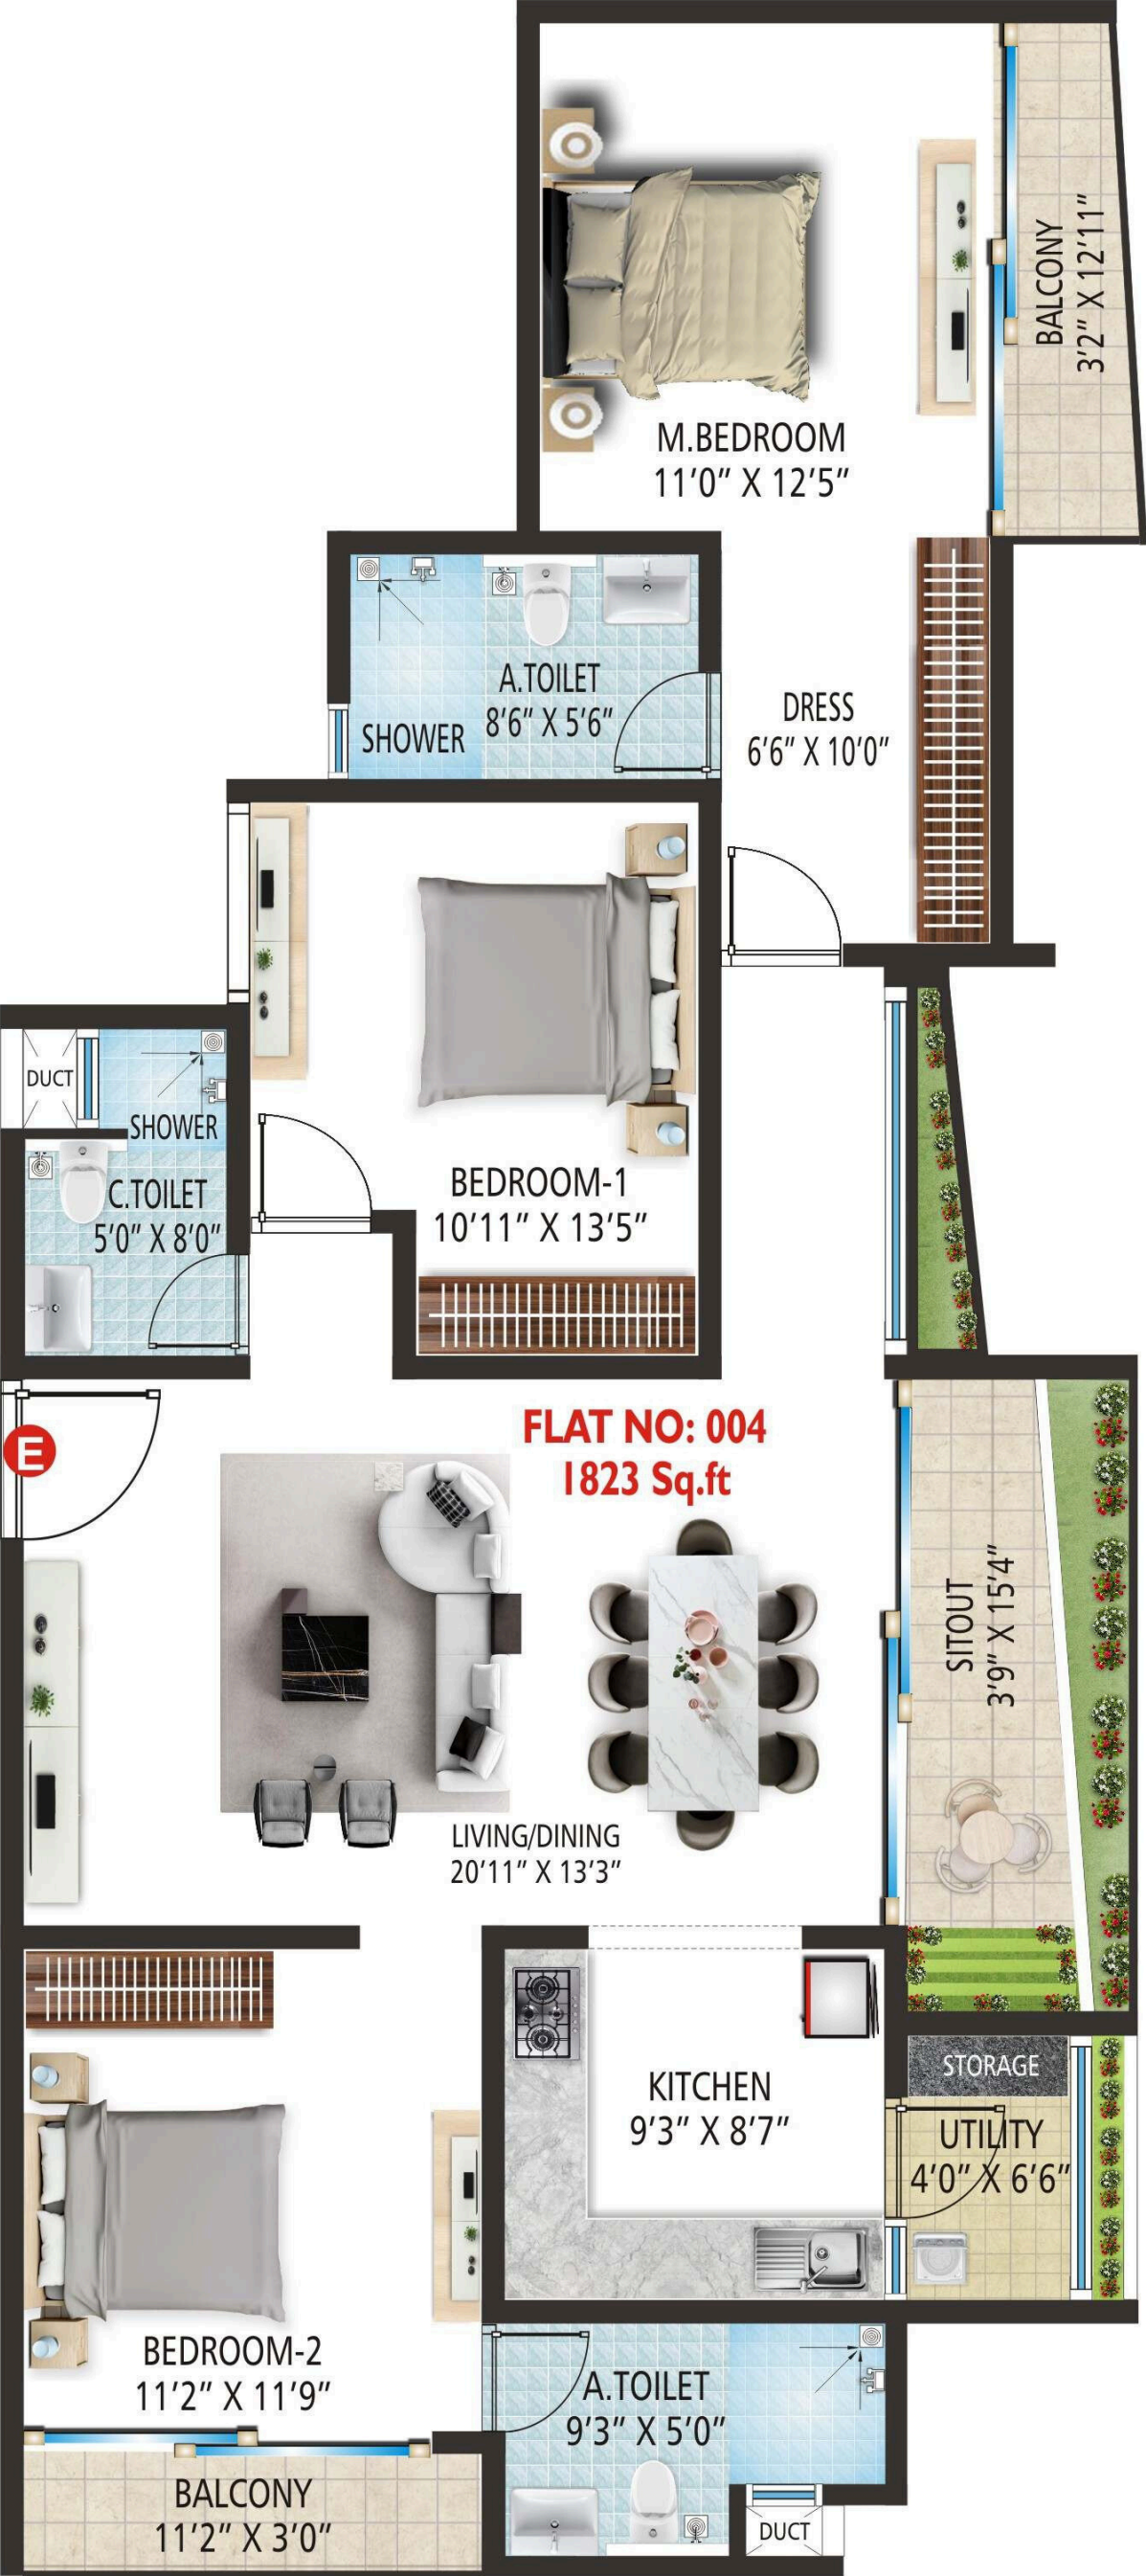 BALCONY
3'2” X 12'11”
M.BEDROOM
11'0” X 12'5”
A.TOILET
8'6” X 5'6”
SHOWER
DRESS
6'6” X 10'0”
DUCT
SHOWER
C.TOILET
5'0” X 8'0”
BEDROOM-1
10'11” X 13'5”
E
FLAT NO: 004
1823 Sq.ft
SITOUT
3'9” X 15'4”
LIVING/DINING
20'11” X 13'3”
KITCHEN
9'3” X 8'7”
STORAGE
UTILITY
4'0” X 6'6”
BEDROOM-2
11'2” X 11'9”
A.TOILET
9'3” X 5'0”
BALCONY
11'2” X 3'0”
DUCT